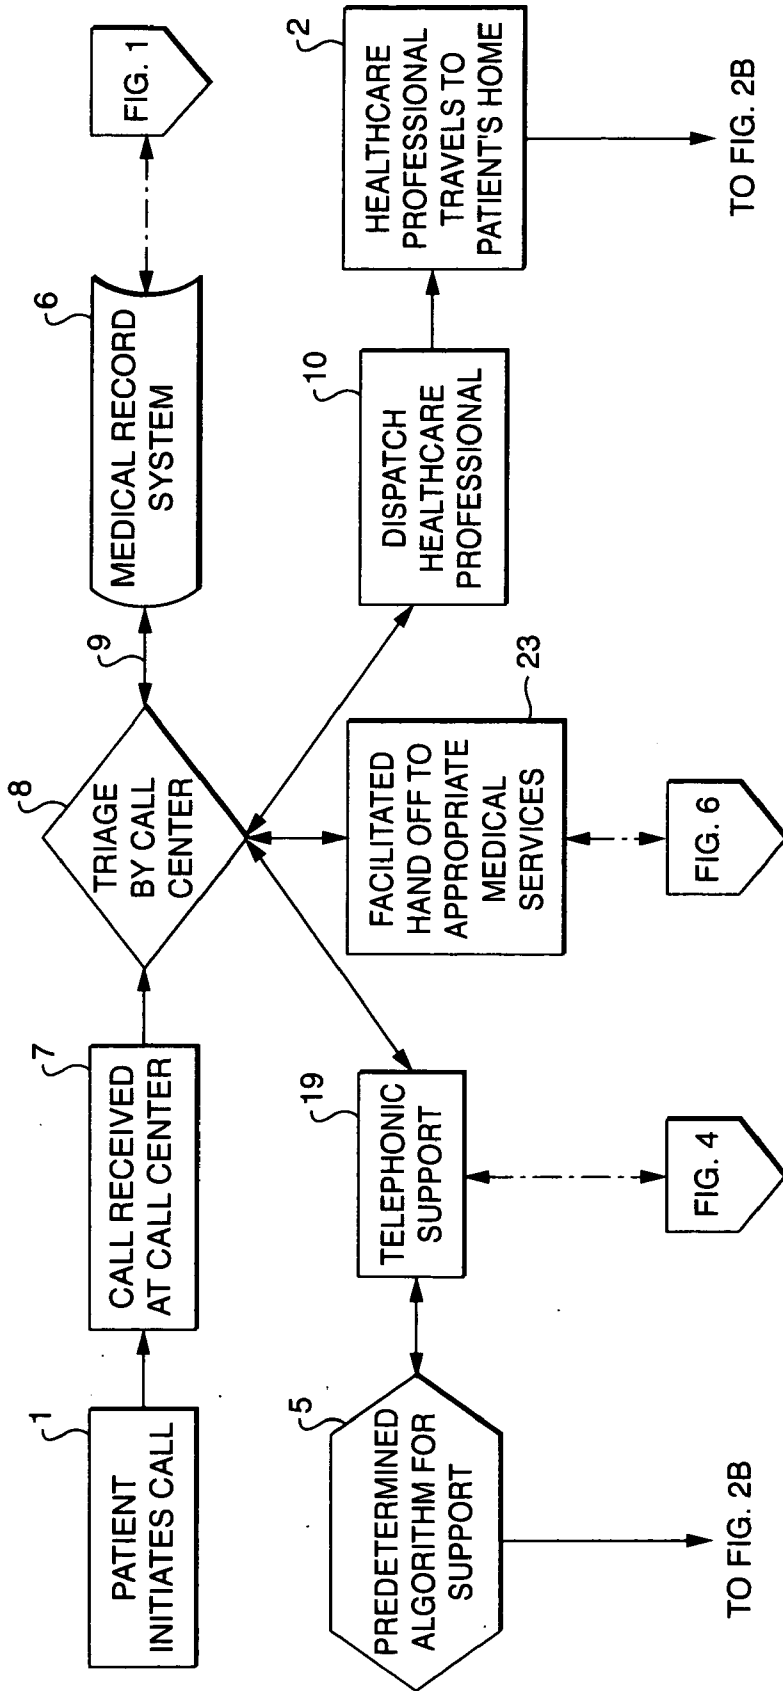 1
PATIENT
INITIATES CALL
7
CALL RECEIVED
AT CALL CENTER
8
TRIAGE
BY CALL
CENTER
9
6
MEDICAL RECORD
SYSTEM
FIG. 1
5
PREDETERMINED
ALGORITHM FOR
SUPPORT
19
TELEPHONIC
SUPPORT
23
FACILITATED
HAND OFF TO
APPROPRIATE
MEDICAL
SERVICES
10
DISPATCH
HEALTHCARE
PROFESSIONAL
2
HEALTHCARE
PROFESSIONAL
TRAVELS TO
PATIENT'S HOME
TO FIG. 2B
FIG. 4
FIG. 6
TO FIG. 2B